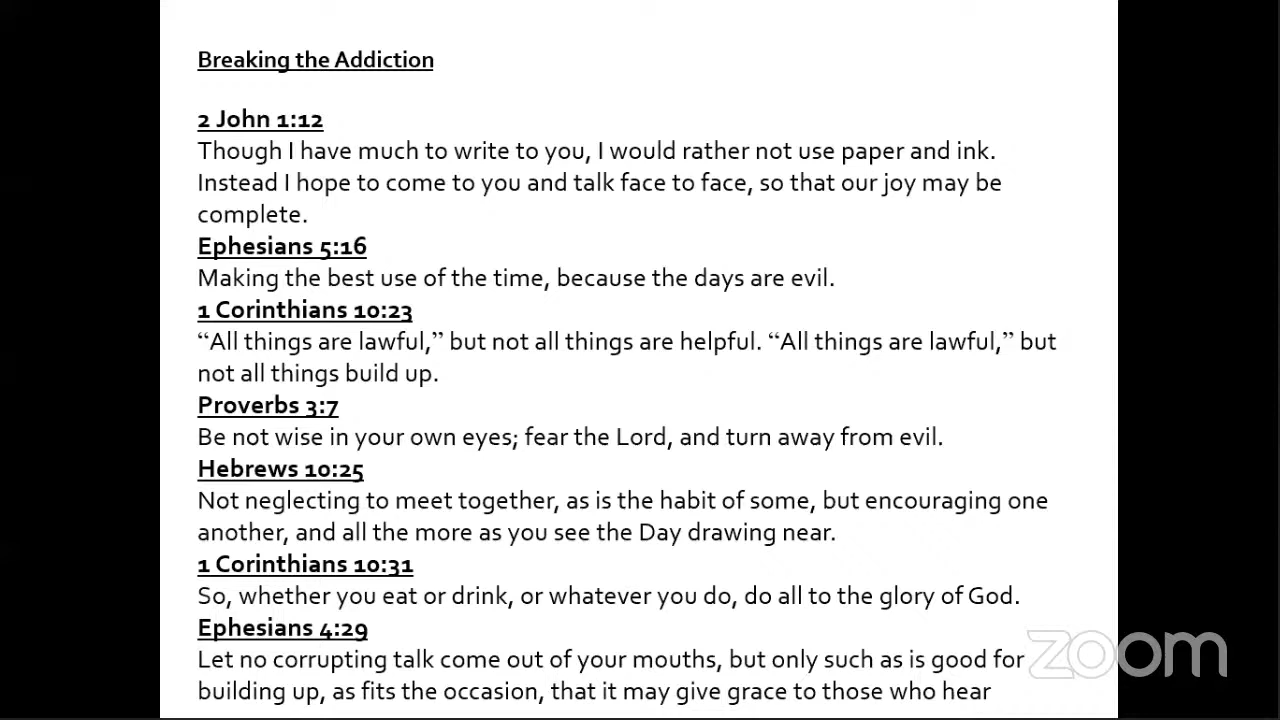 Breaking the Addiction
2 John 1:12
Though I have much to write to you, I would rather not use paper and ink.
Instead I hope to come to you and talk face to face, so that our joy may be
complete.
Ephesians 5:16
Making the best use of the time, because the days are evil.
1 Corinthians 10:23
“All things are lawful,” but not all things are helpful. “All things are lawful,” but
not all things build up.
Proverbs 3:7
Be not wise in your own eyes; fear the Lord, and turn away from evil.
Hebrews 10:25
Not neglecting to meet together, as is the habit of some, but encouraging one
another, and all the more as you see the Day drawing near.
1 Corinthians 10:31
So, whether you eat or drink, or whatever you do, do all to the glory of God.
Ephesians 4:29
Let no corrupting talk come out of your mouths, but only such as is good for
building up, as fits the occasion, that it may give grace to those who hear
zoom